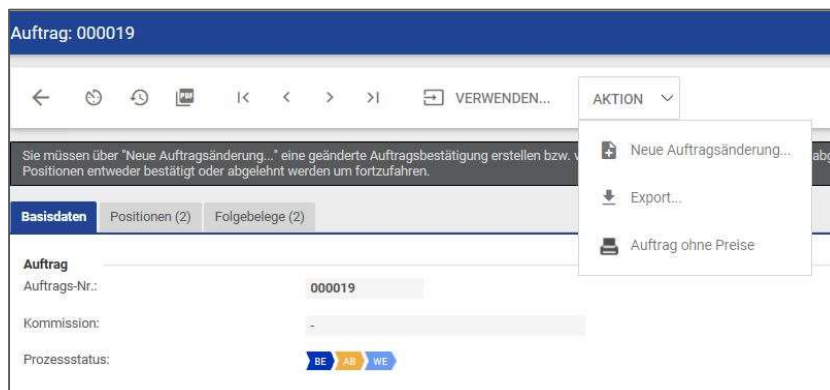 Auftrag: 000019
PDF VERWENDEN... AKTION
Neue Auftragsänderung...
Export...
Auftrag ohne Preise
Sie müssen über "Neue Auftragsänderung..." eine geänderte Auftragsbestätigung erstellen bzw.
Positionen entweder bestätigt oder abgelehnt werden um fortzufahren.
Basisdaten Positionen (2) Folgebelege (2)
Auftrag
Auftrags-Nr.: 000019
Kommission: -
Prozessstatus: BE AB WE